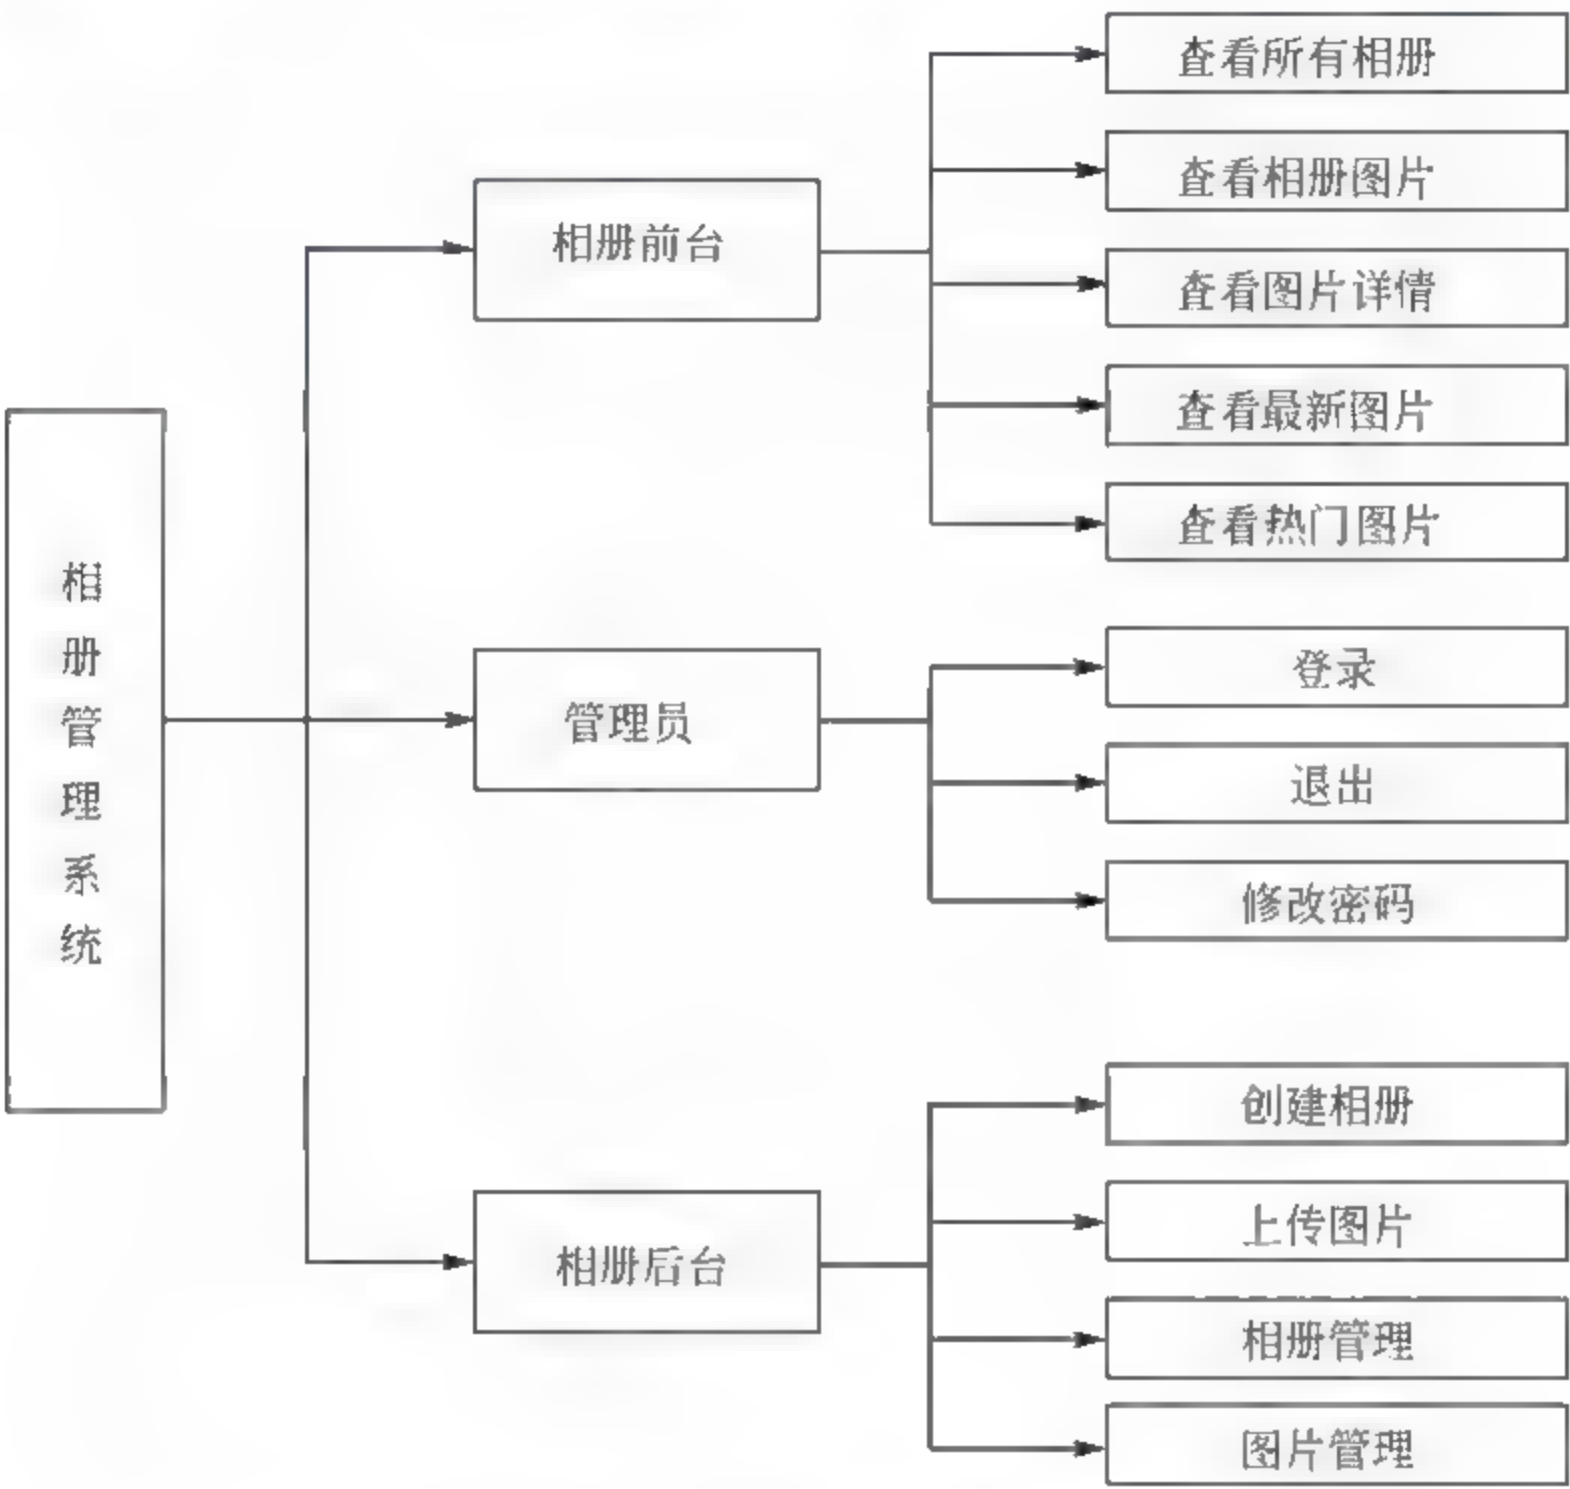 相册管理系统
相册前台
查看所有相册
查看相册图片
查看图片详情
查看最新图片
查看热门图片
管理员
登录
退出
修改密码
相册后台
创建相册
上传图片
相册管理
图片管理